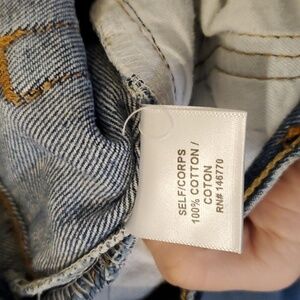 SELF/CORPS
100% COTTON /
COTON
RN# 146770